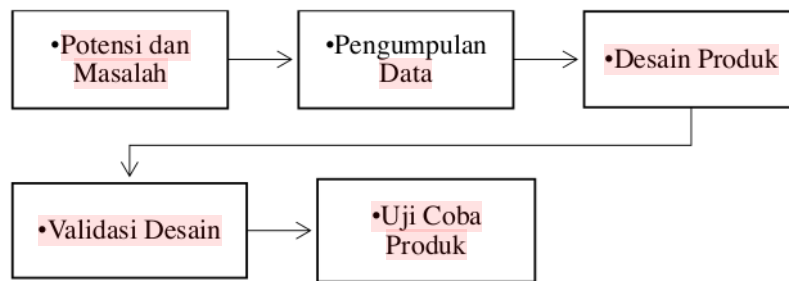 •Potensi dan
Masalah
•Pengumpulan
Data
•Desain Produk
•Validasi Desain
•Uji Coba
Produk